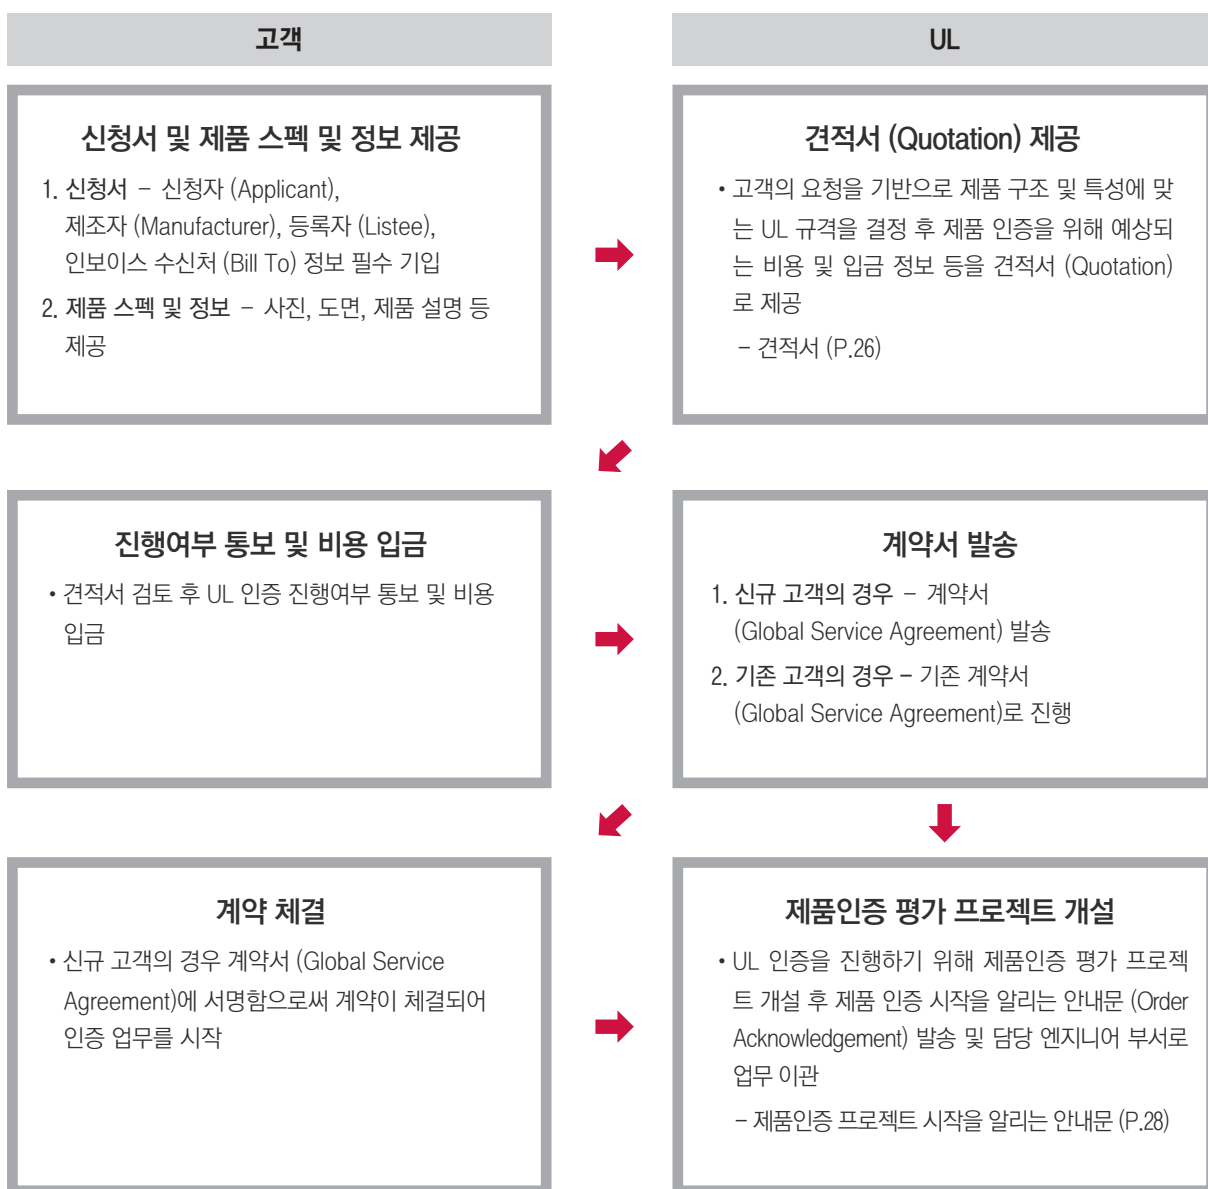 고객
UL
신청서 및 제품 스펙 및 정보 제공
1. 신청서 – 신청자 (Applicant),
제조자 (Manufacturer), 등록자 (Listee),
인보이스 수신처 (Bill To) 정보 필수 기입
2. 제품 스펙 및 정보 – 사진, 도면, 제품 설명 등
제공
견적서 (Quotation) 제공
• 고객의 요청을 기반으로 제품 구조 및 특성에 맞
는 UL 규격을 결정 후 제품 인증을 위해 예상되
는 비용 및 입금 정보 등을 견적서 (Quotation)
로 제공
– 견적서 (P.26)
진행여부 통보 및 비용 입금
• 견적서 검토 후 UL 인증 진행여부 통보 및 비용
입금
계약서 발송
1. 신규 고객의 경우 – 계약서
(Global Service Agreement) 발송
2. 기존 고객의 경우 – 기존 계약서
(Global Service Agreement)로 진행
계약 체결
• 신규 고객의 경우 계약서 (Global Service
Agreement)에 서명함으로써 계약이 체결되어
인증 업무를 시작
제품인증 평가 프로젝트 개설
• UL 인증을 진행하기 위해 제품인증 평가 프로젝
트 개설 후 제품 인증 시작을 알리는 안내문 (Order
Acknowledgement) 발송 및 담당 엔지니어 부서로
업무 이관
– 제품인증 프로젝트 시작을 알리는 안내문 (P.28)